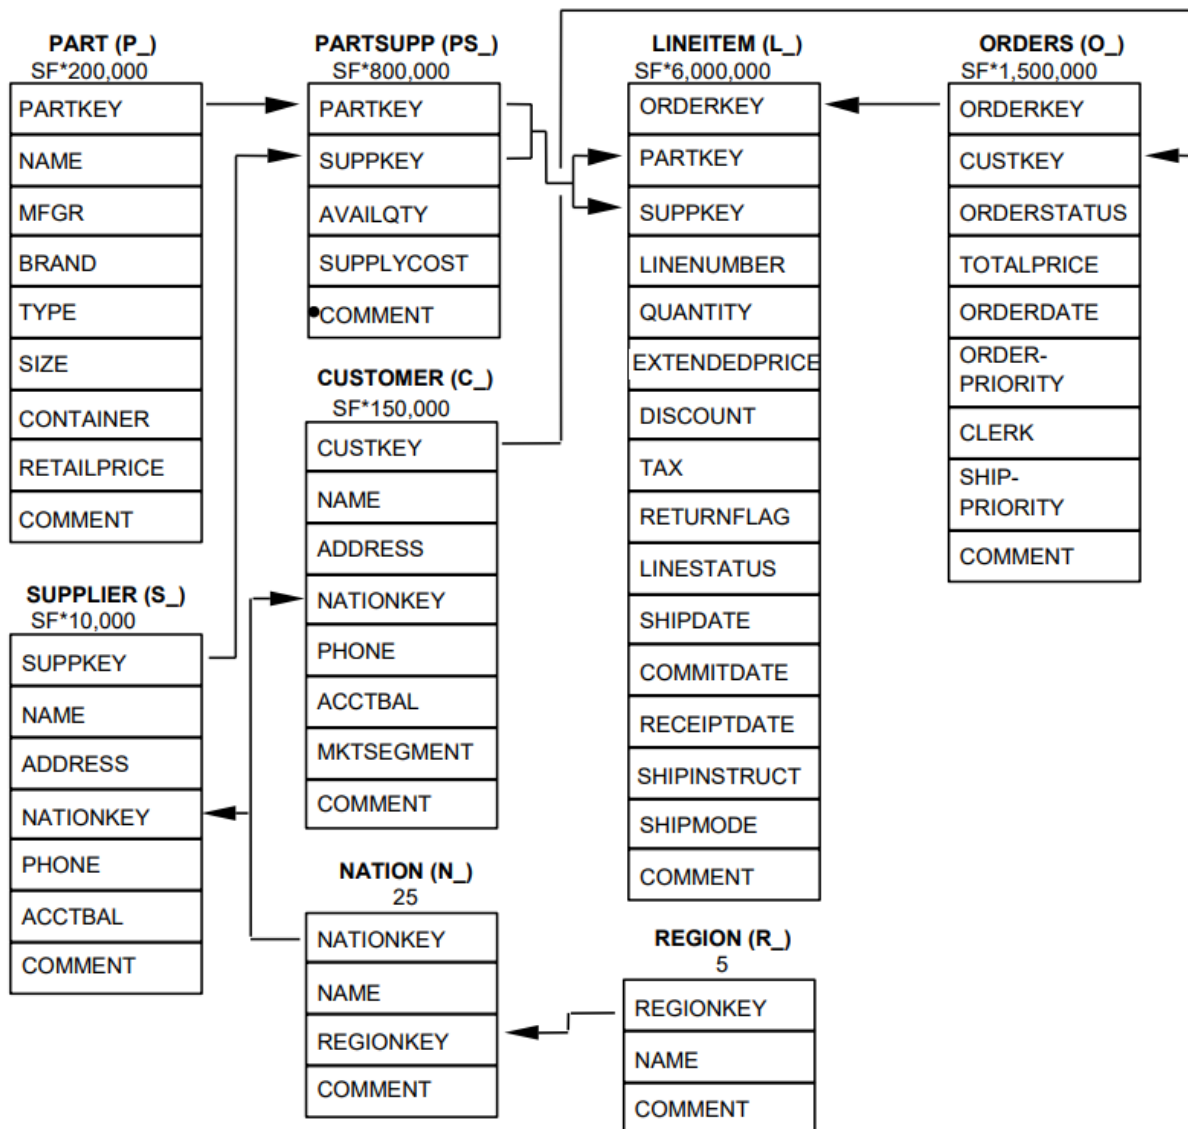 PART (P_)
SF*200,000
PARTKEY
NAME
MFGR
BRAND
TYPE
SIZE
CONTAINER
RETAILPRICE
COMMENT
SUPPLIER (S_)
SF*10,000
SUPPKEY
NAME
ADDRESS
NATIONKEY
PHONE
ACCTBAL
COMMENT
PARTSUPP (PS_)
SF*800,000
PARTKEY
SUPPKEY
AVAILQTY
SUPPLYCOST
COMMENT
CUSTOMER (C_)
SF*150,000
CUSTKEY
NAME
ADDRESS
NATIONKEY
PHONE
ACCTBAL
MKTSEGMENT
COMMENT
NATION (N_)
25
NATIONKEY
NAME
REGIONKEY
COMMENT
LINEITEM (L_)
SF*6,000,000
ORDERKEY
PARTKEY
SUPPKEY
LINENUMBER
QUANTITY
EXTENDEDPRICE
DISCOUNT
TAX
RETURNFLAG
LINESTATUS
SHIPDATE
COMMITDATE
RECEIPTDATE
SHIPINSTRUCT
SHIPMODE
COMMENT
REGION (R_)
5
REGIONKEY
NAME
COMMENT
ORDERS (O_)
SF*1,500,000
ORDERKEY
CUSTKEY
ORDERSTATUS
TOTALPRICE
ORDERDATE
ORDER-
PRIORITY
CLERK
SHIP-
PRIORITY
COMMENT